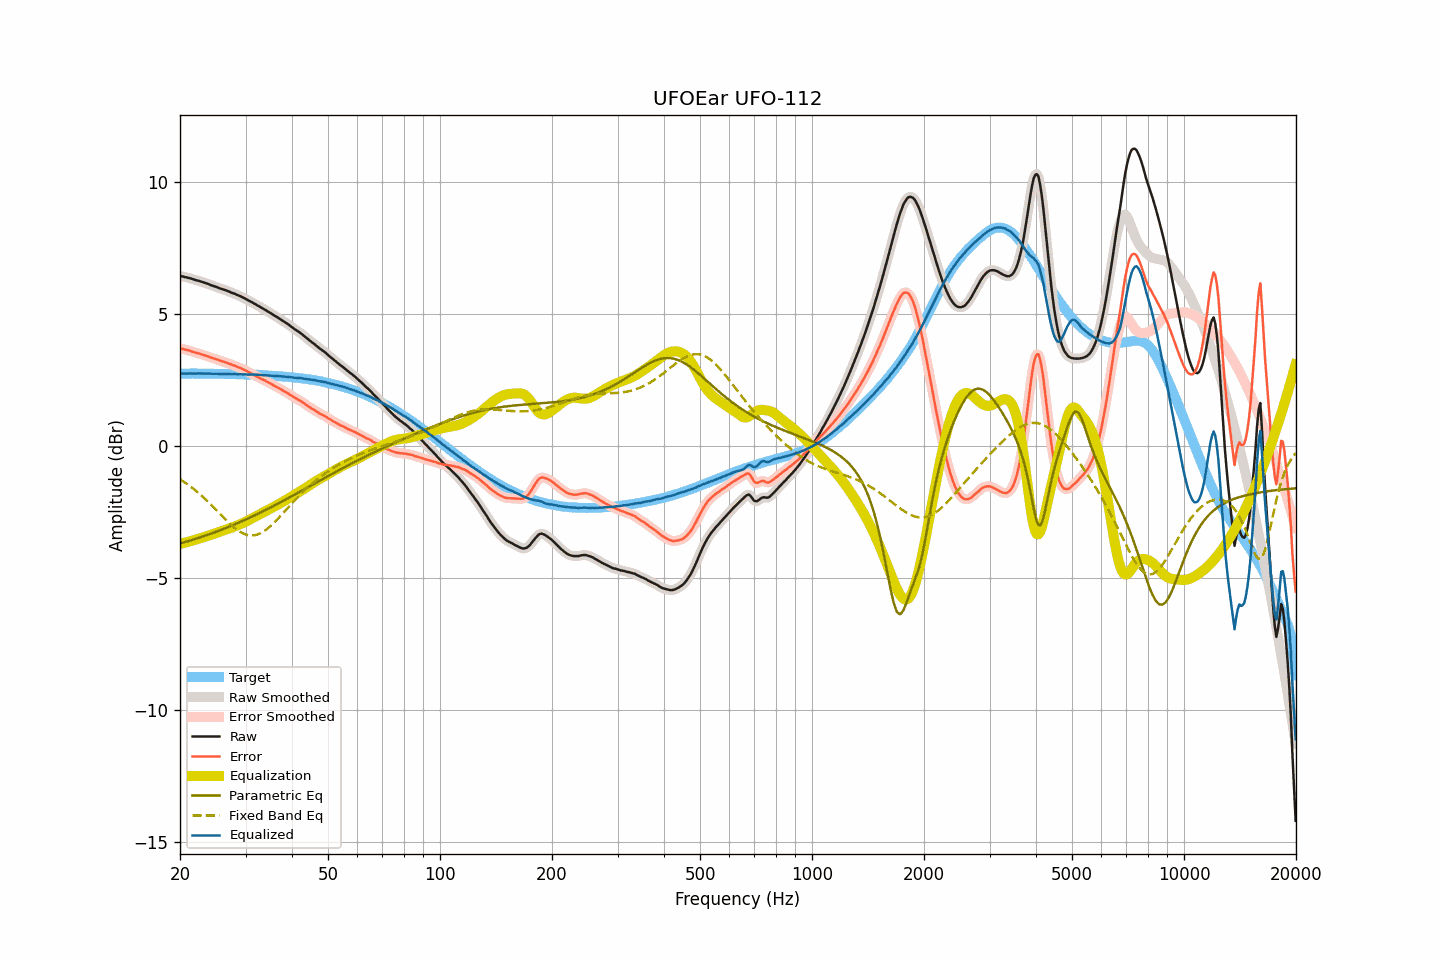 UFOEar UFO-112
Amplitude (dBr)
10
5
0
−5
−10
−15
Target
Raw Smoothed
Error Smoothed
Raw
Error
Equalization
Parametric Eq
Fixed Band Eq
Equalized
20 50 100 200 500 1000 2000 5000 10000 20000
Frequency (Hz)